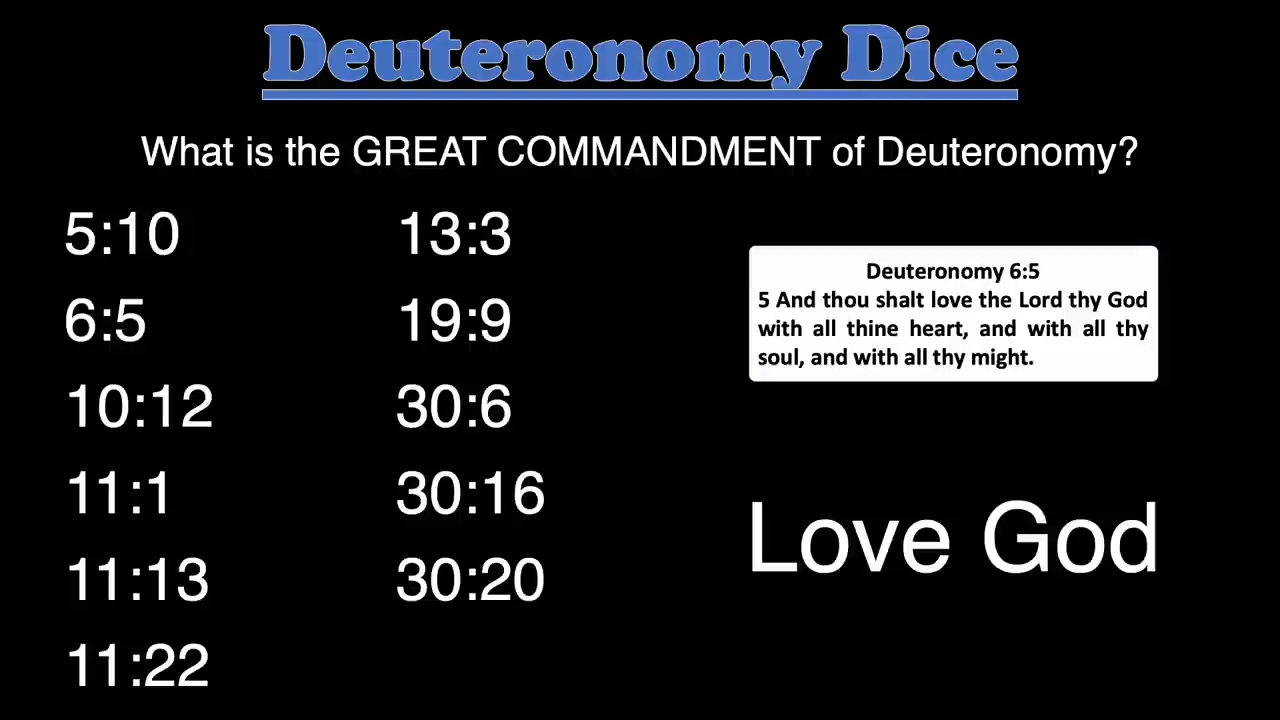 Deuteronomy Dice
What is the GREAT COMMANDMENT of Deuteronomy?
5:10
6:5
10:12
11:1
11:13
11:22
13:3
19:9
30:6
30:16
30:20
Deuteronomy 6:5
5 And thou shalt love the Lord thy God
with all thine heart, and with all thy
soul, and with all thy might.
Love God